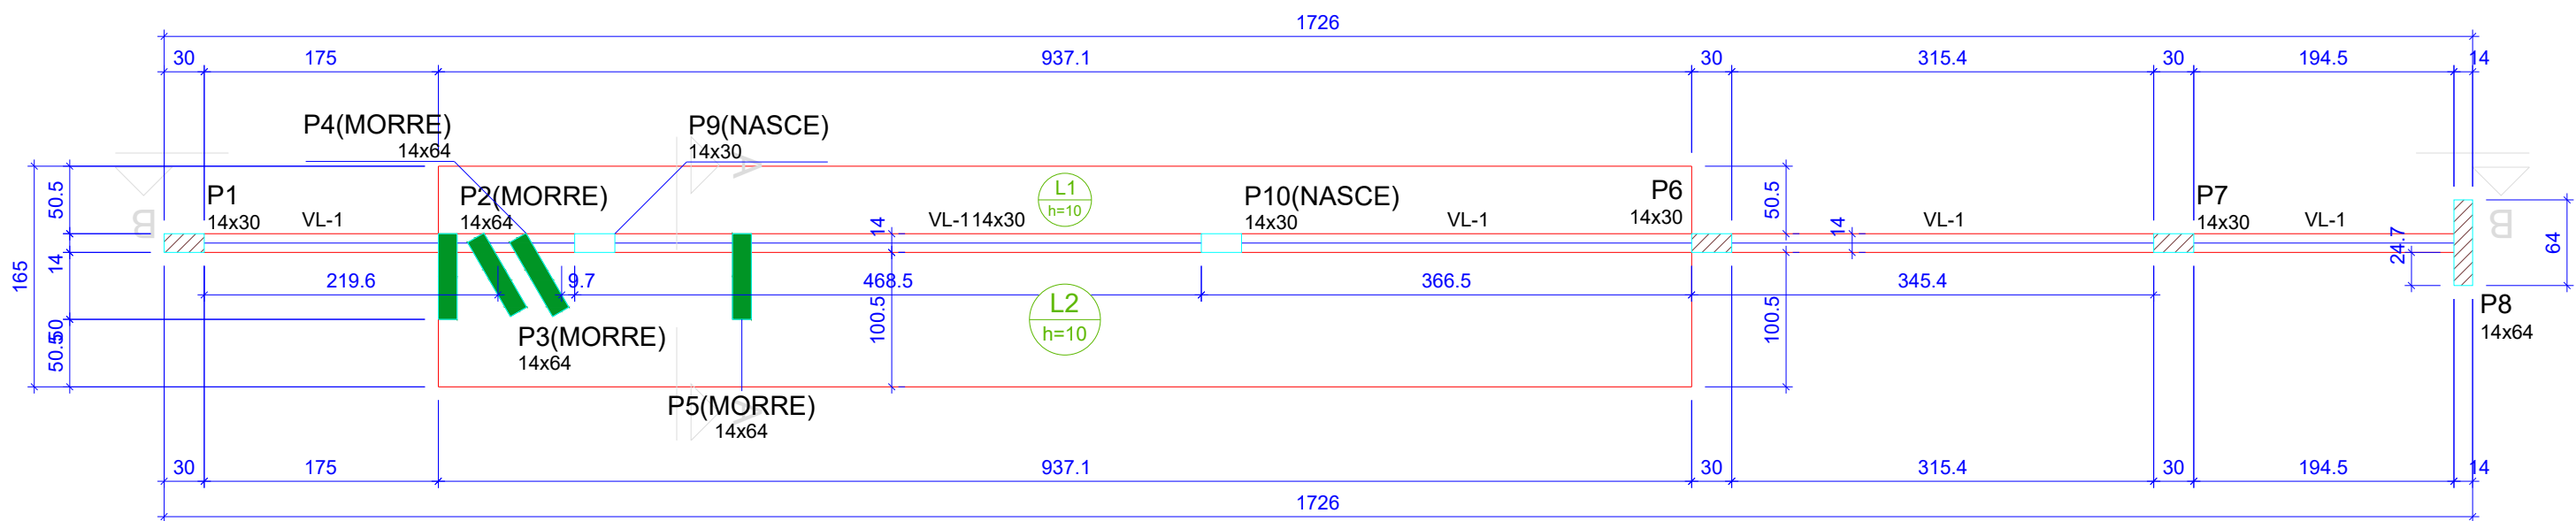 1726
30
175
937.1
30
315.4
30
194.5
14
P4(MORRE)
14x64
P9(NASCE)
14x30
A
P1
14x30
VL-1
P2(MORRE)
14x64
VL-114x30
L1
h=10
P10(NASCE)
14x30
VL-1
P6
14x30
50.5
VL-1
P7
14x30
VL-1
B
B
50.5
14
14
14
165
219.6
9.7
468.5
366.5
345.4
24.7
64
50
50.5
100.5
L2
h=10
100.5
P8
14x64
P3(MORRE)
14x64
P5(MORRE)
14x64
A
30
175
937.1
30
315.4
30
194.5
14
1726